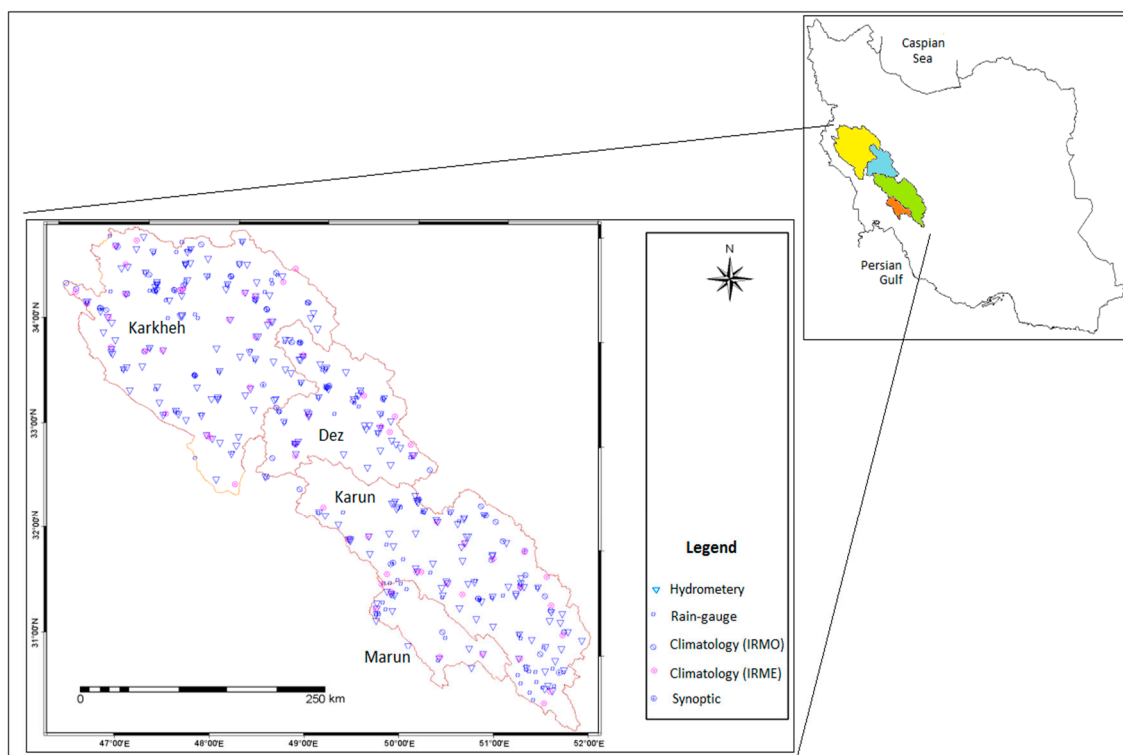 Caspian
Sea
Persian
Gulf
N
34°00'N
33°00'N
32°00'N
31°00'N
Karkheh
Dez
Karun
Marun
0
250 km
47°00'E
48°00'E
49°00'E
50°00'E
51°00'E
52°00'E
Legend
Hydrometery
Rain-gauge
Climatology (IRMO)
Climatology (IRME)
Synoptic